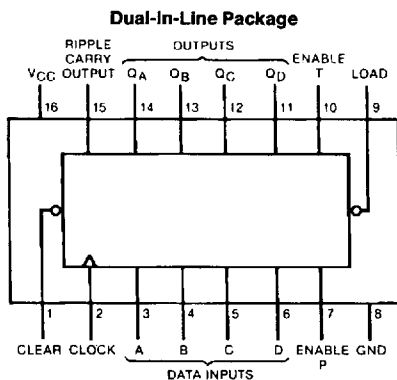 Dual-In-Line Package
RIPPLE
CARRY
OUTPUT
OUTPUTS
ENABLE
T
VCC
QA
QB
QC
QD
LOAD
16
15
14
13
12
11
10
9
1
2
3
4
5
6
7
8
CLEAR
CLOCK
A
B
C
D
ENABLE
P
GND
DATA INPUTS